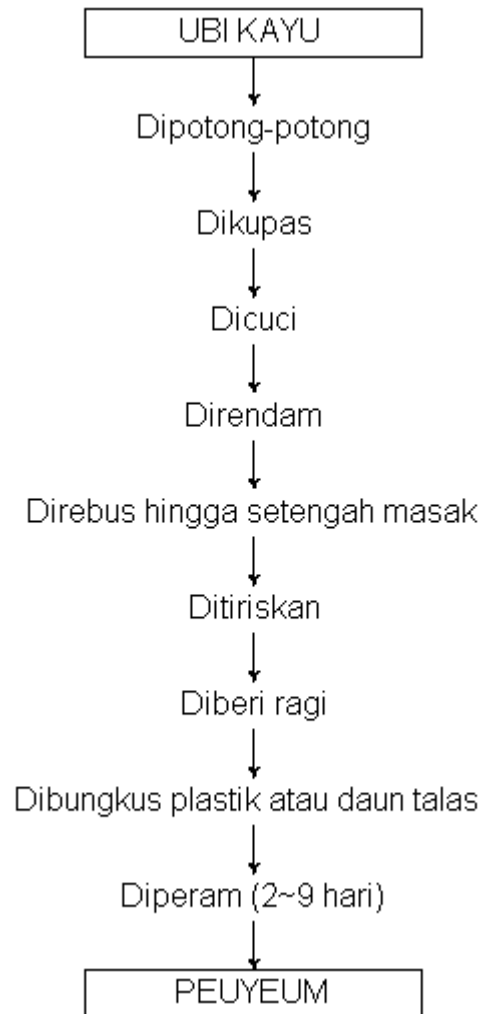 UBI KAYU
Dipotong-potong
Dikupas
Dicuci
Direndam
Direbus hingga setengah masak
Ditiriskan
Diberi ragi
Dibungkus plastik atau daun talas
Diperam (2~9 hari)
PEUYEUM